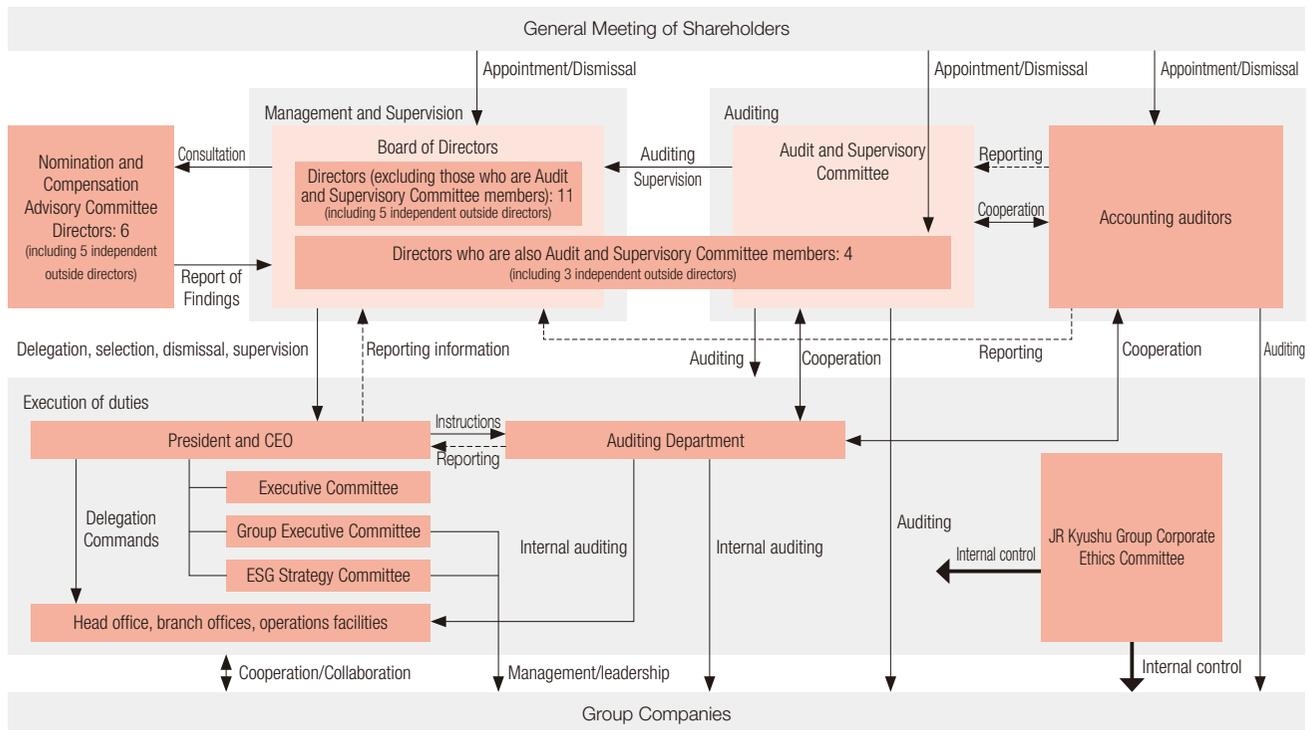 General Meeting of Shareholders
Appointment/Dismissal
Appointment/Dismissal
Appointment/Dismissal
Management and Supervision
Auditing
Nomination and
Compensation
Advisory Committee
Directors: 6
(including 5 independent
outside directors)
Consultation
Report of
Findings
Board of Directors
Directors (excluding those who are Audit
and Supervisory Committee members): 11
(including 5 independent outside directors)
Auditing
Supervision
Audit and Supervisory
Committee
Reporting
Cooperation
Accounting auditors
Directors who are also Audit and Supervisory Committee members: 4
(including 3 independent outside directors)
Delegation, selection, dismissal, supervision
Reporting information
Auditing
Cooperation
Reporting
Cooperation
Auditing
Execution of duties
President and CEO
Instructions
Reporting
Auditing Department
Executive Committee
Group Executive Committee
ESG Strategy Committee
Delegation
Commands
Internal auditing
Internal auditing
Auditing
Internal control
JR Kyushu Group Corporate
Ethics Committee
Head office, branch offices, operations facilities
Cooperation/Collaboration
Management/leadership
Internal control
Group Companies